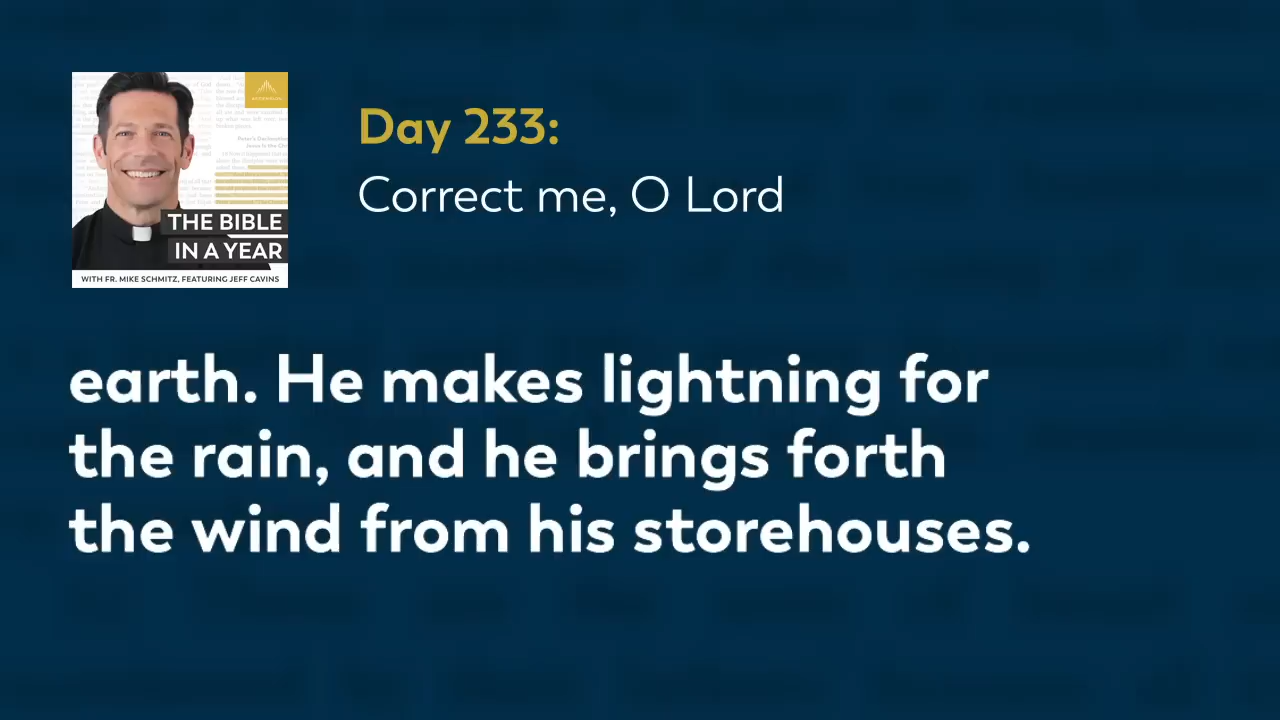 Day 233:
Correct me, O Lord
THE BIBLE
IN A YEAR
WITH FR. MIKE SCHMITZ, FEATURING JEFF CAVINS
earth. He makes lightning for
the rain, and he brings forth
the wind from his storehouses.